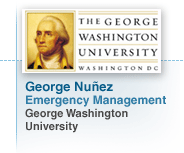 THE GEORGE
WASHINGTON
UNIVERSITY
WASHINGTON DC
George Nuñez
Emergency Management
George Washington
University